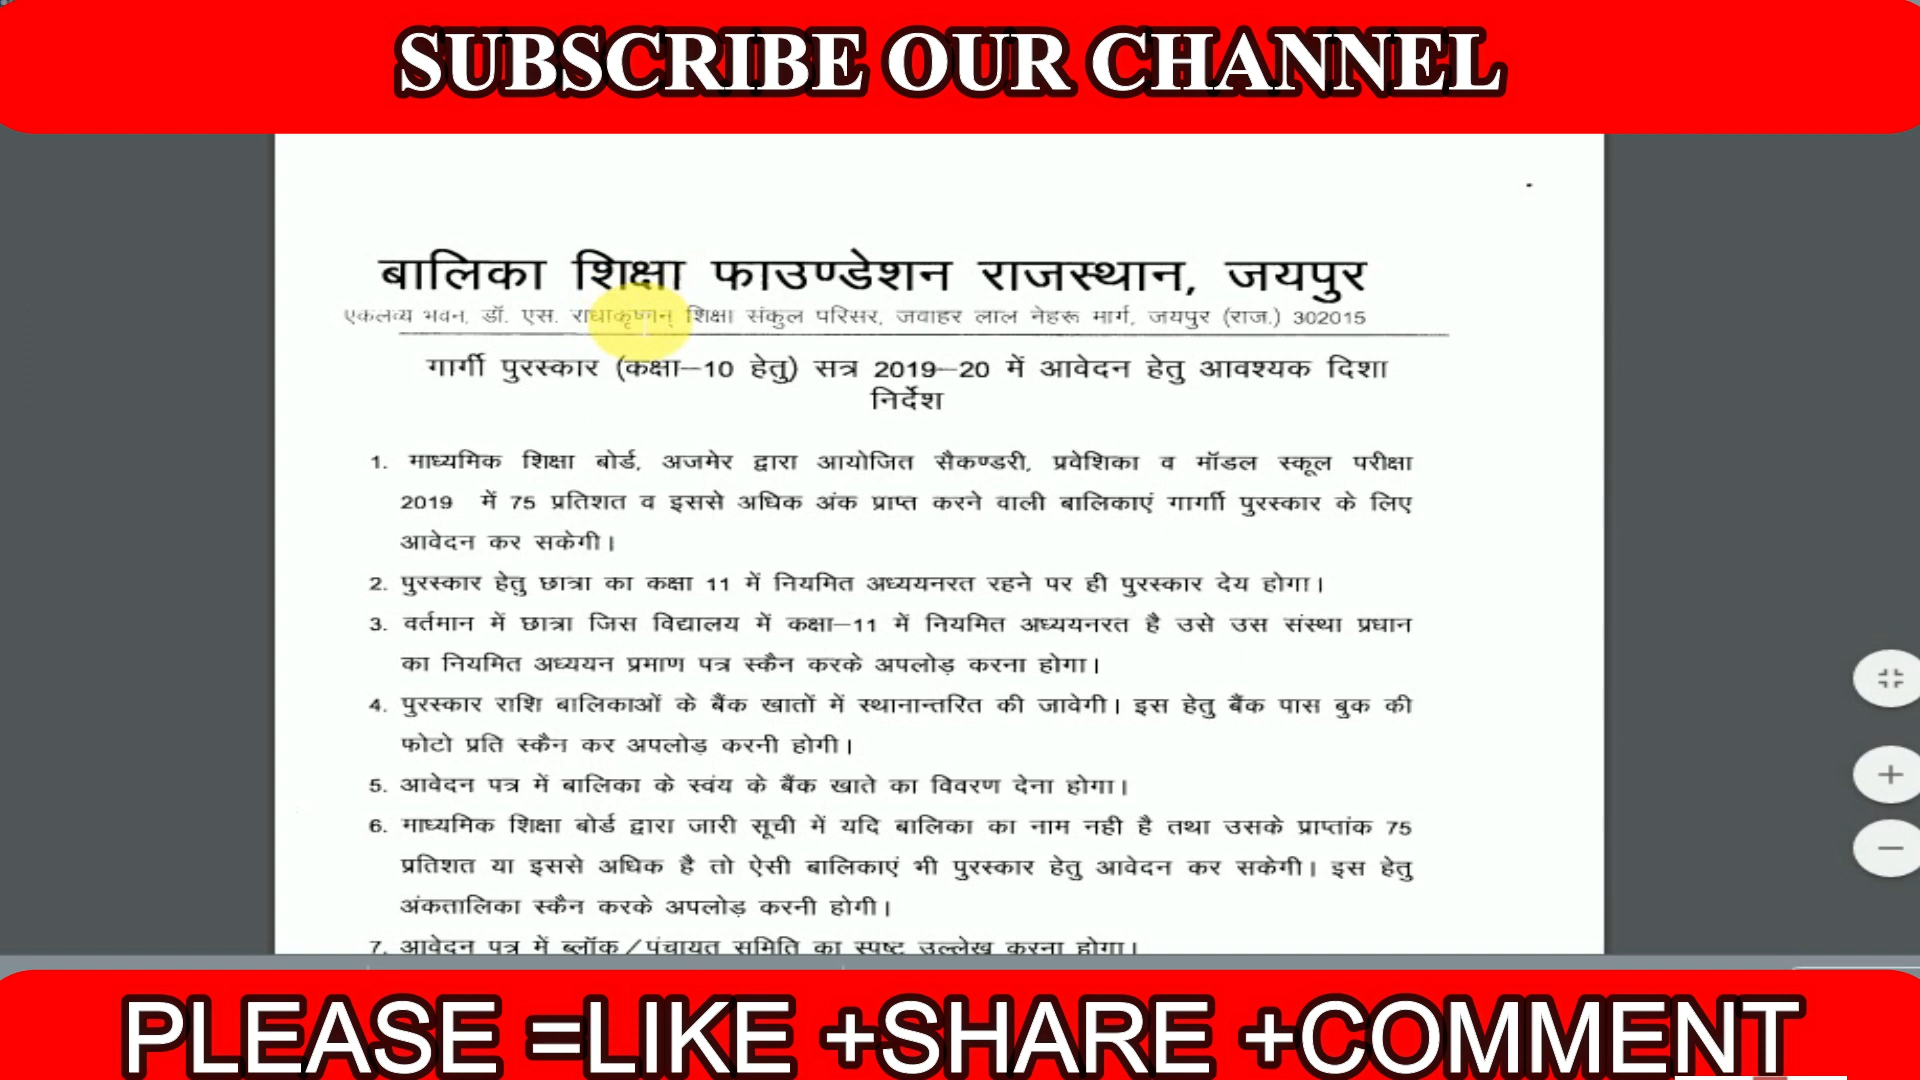 SUBSCRIBE OUR CHANNEL
बालिका शिक्षा फाउण्डेशन राजस्थान, जयपुर
एकलव्य भवन, डॉ. एस. राधाकृष्णन् शिक्षा संकुल परिसर, जवाहर लाल नेहरू मार्ग, जयपुर (राज.) 302015
गार्गी पुरस्कार (कक्षा–10 हेतु) सत्र 2019–20 में आवेदन हेतु आवश्यक दिशा
निर्देश
1. माध्यमिक शिक्षा बोर्ड, अजमेर द्वारा आयोजित सैकण्डरी, प्रवेशिका व मॉडल स्कूल परीक्षा
2019 में 75 प्रतिशत व इससे अधिक अंक प्राप्त करने वाली बालिकाएं गार्गी पुरस्कार के लिए
आवेदन कर सकेगी।
2. पुरस्कार हेतु छात्रा का कक्षा 11 में नियमित अध्ययनरत रहने पर ही पुरस्कार देय होगा।
3. वर्तमान में छात्रा जिस विद्यालय में कक्षा–11 में नियमित अध्ययनरत है उसे उस संस्था प्रधान
का नियमित अध्ययन प्रमाण पत्र स्कैन करके अपलोड़ करना होगा।
4. पुरस्कार राशि बालिकाओं के बैंक खातों में स्थानान्तरित की जावेगी। इस हेतु बैंक पास बुक की
फोटो प्रति स्कैन कर अपलोड़ करनी होगी।
5. आवेदन पत्र में बालिका के स्वंय के बैंक खाते का विवरण देना होगा।
6. माध्यमिक शिक्षा बोर्ड द्वारा जारी सूची में यदि बालिका का नाम नही है तथा उसके प्राप्तांक 75
प्रतिशत या इससे अधिक है तो ऐसी बालिकाएं भी पुरस्कार हेतु आवेदन कर सकेगी। इस हेतु
अंकतालिका स्कैन करके अपलोड़ करनी होगी।
7. आवेदन पत्र में ब्लॉक/पंचायत समिति का स्पष्ट उल्लेख करना होगा।
PLEASE =LIKE +SHARE +COMMENT